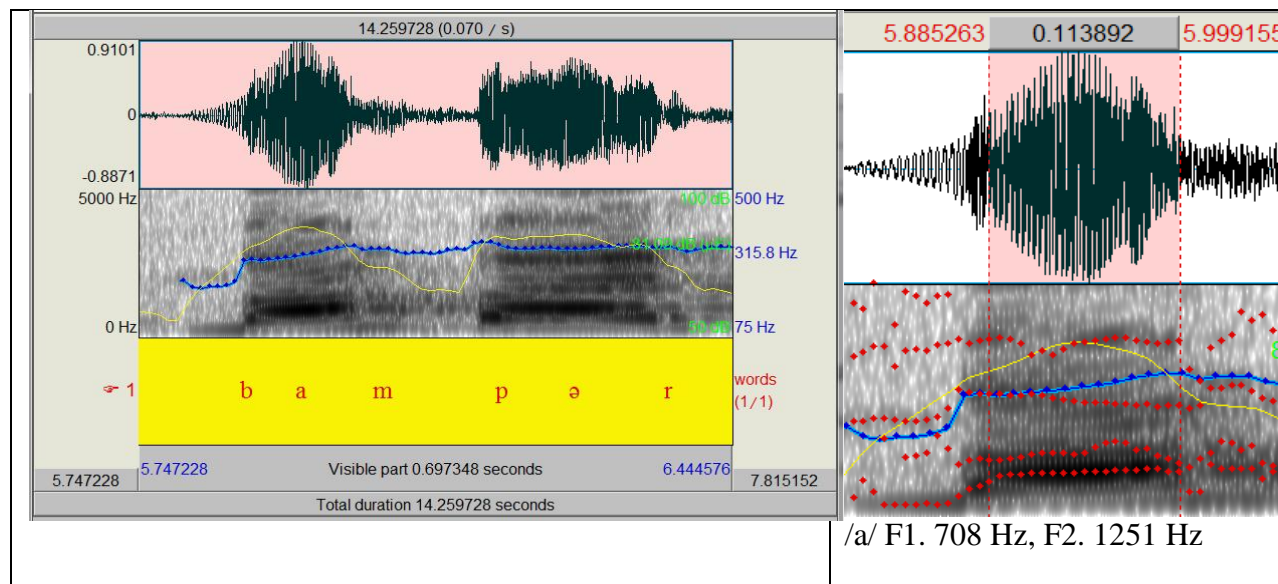 14.259728 (0.070 / s)
0.9101
0
-0.8871
5000 Hz
100 dB
500 Hz
315.8 Hz
0 Hz
50 dB
75 Hz
☞ 1
b a m p ə r
words
(1/1)
5.747228
5.747228
Visible part 0.697348 seconds
6.444576
7.815152
Total duration 14.259728 seconds
5.885263
0.113892
5.999155
/a/ F1. 708 Hz, F2. 1251 Hz